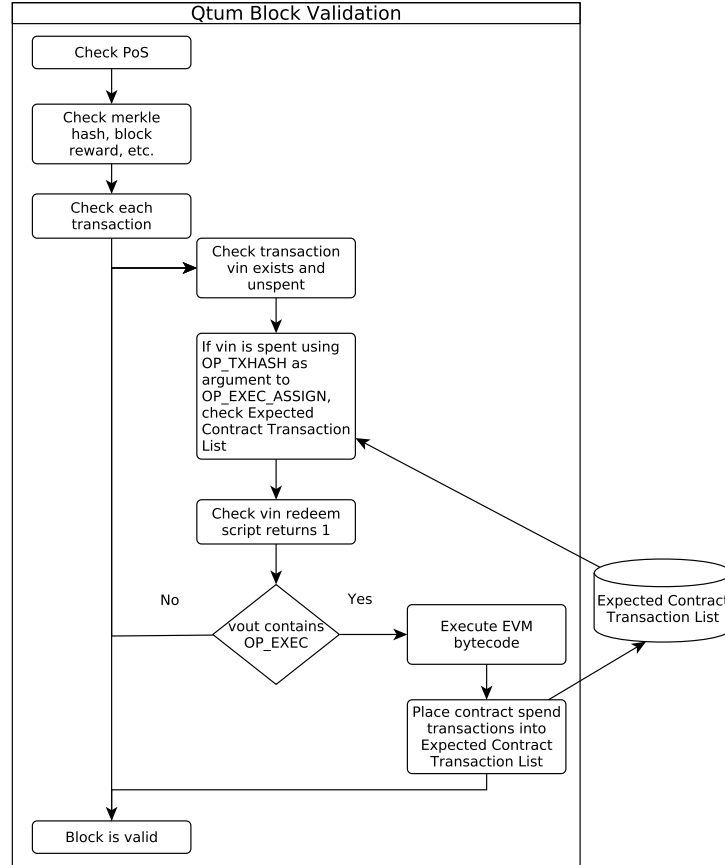 Qtum Block Validation
Check PoS
Check merkle
hash, block
reward, etc.
Check each
transaction
Check transaction
vin exists and
unspent
If vin is spent using
OP_TXHASH as
argument to
OP_EXEC_ASSIGN,
check Expected
Contract Transaction
List
Check vin redeem
script returns 1
No
vout contains
OP_EXEC
Yes
Execute EVM
bytecode
Expected Contract
Transaction List
Place contract spend
transactions into
Expected Contract
Transaction List
Block is valid